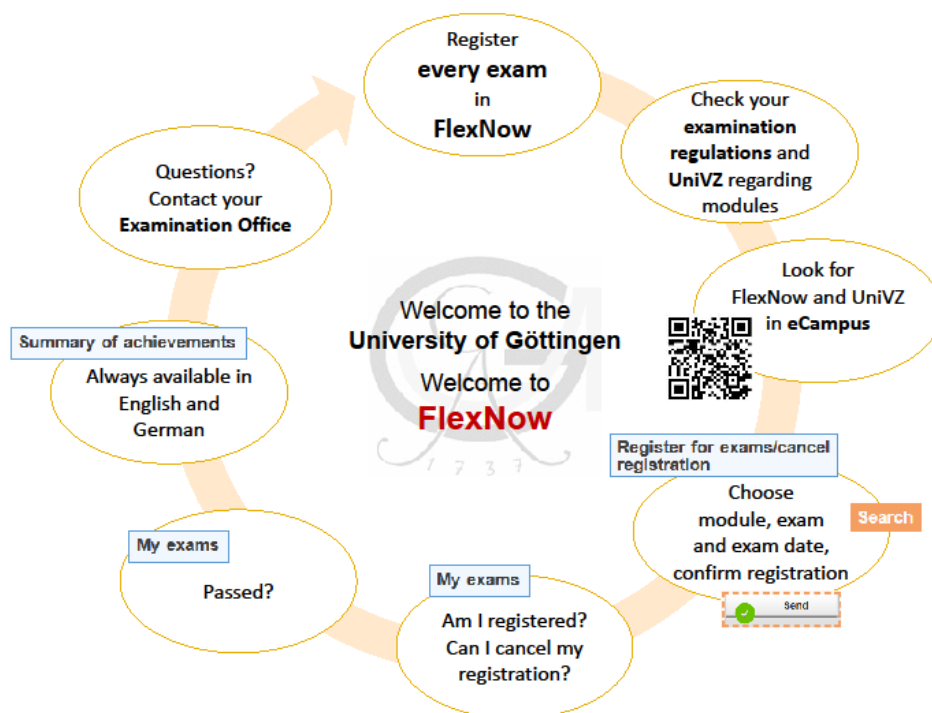 Register
every exam
in
FlexNow
Check your
examination
regulations and
UniVZ regarding
modules
Look for
FlexNow and UniVZ
in eCampus
Register for exams/cancel
registration
Choose
module, exam
and exam date,
confirm registration
Search
Send
My exams
Am I registered?
Can I cancel my
registration?
My exams
Passed?
Summary of achievements
Always available in
English and
German
Questions?
Contact your
Examination Office
Welcome to the
University of Göttingen
Welcome to
FlexNow
1737